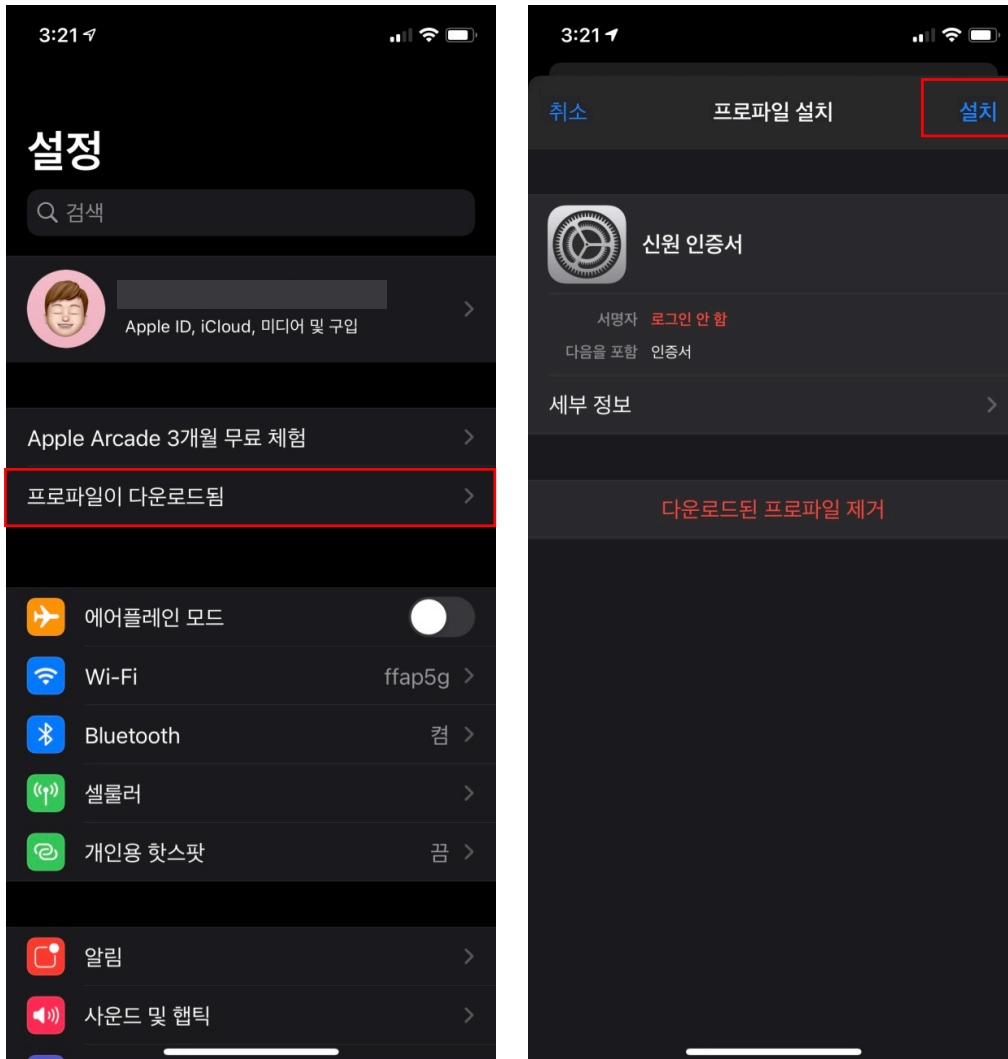 3:21
설정
검색
Apple ID, iCloud, 미디어 및 구입
Apple Arcade 3개월 무료 체험
프로파일이 다운로드됨
에어플레인 모드
Wi-Fi ffap5g
Bluetooth 켬
셀룰러
개인용 핫스팟 끔
알림
사운드 및 햅틱
3:21
취소 프로파일 설치 설치
신원 인증서
서명자 로그인 안 함
다음을 포함 인증서
세부 정보
다운로드된 프로파일 제거